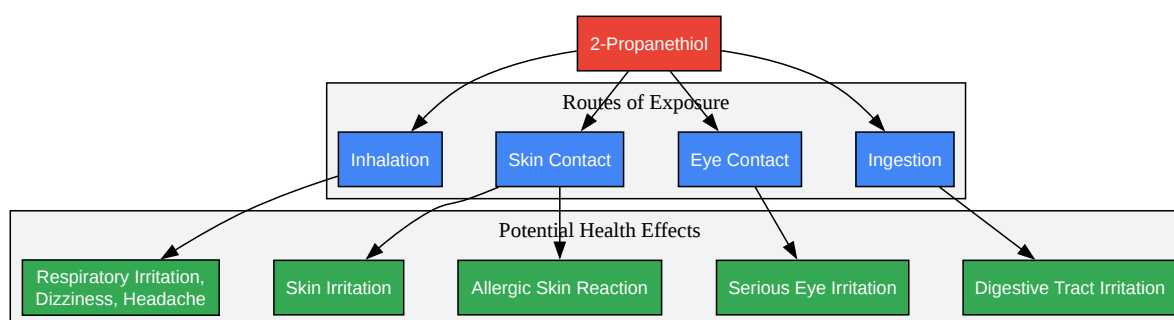 2-Propanethiol
Routes of Exposure
Inhalation
Skin Contact
Eye Contact
Ingestion
Potential Health Effects
Respiratory Irritation,
Dizziness, Headache
Skin Irritation
Allergic Skin Reaction
Serious Eye Irritation
Digestive Tract Irritation